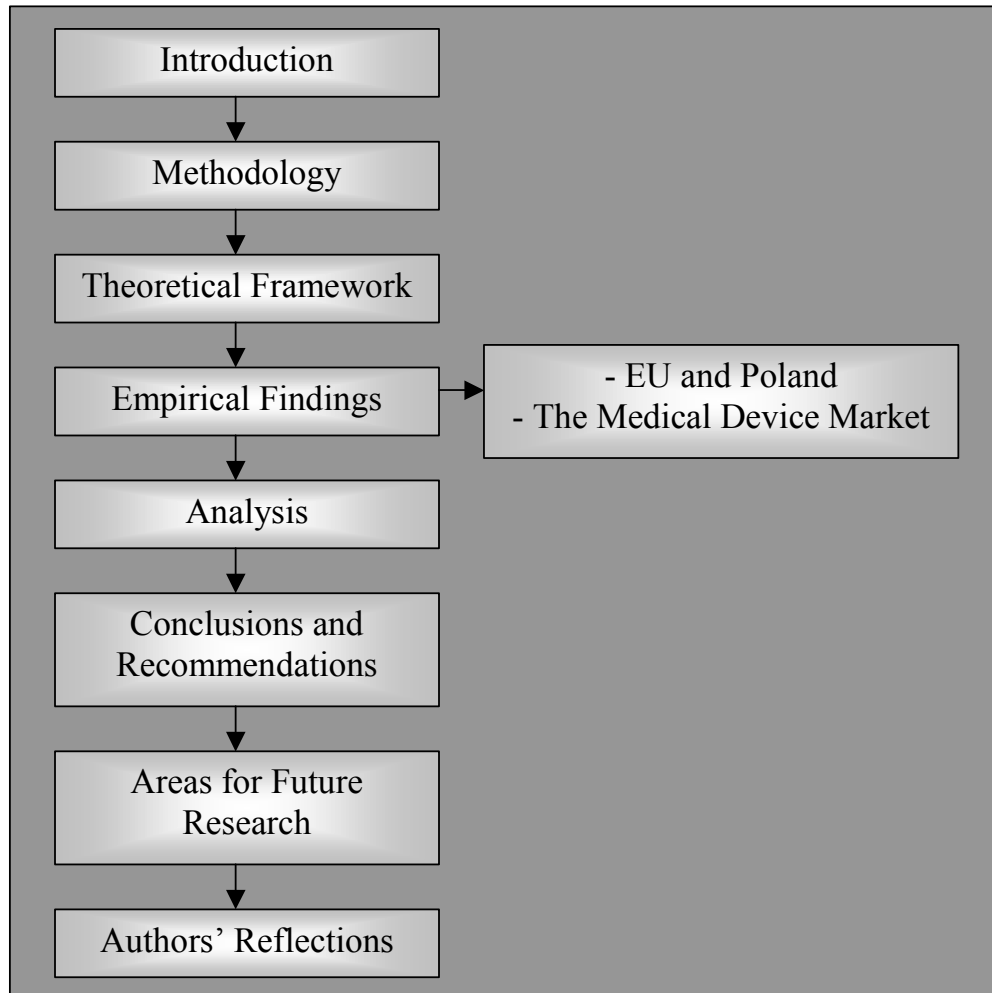 Introduction
Methodology
Theoretical Framework
Empirical Findings
- EU and Poland
- The Medical Device Market
Analysis
Conclusions and
Recommendations
Areas for Future
Research
Authors’ Reflections